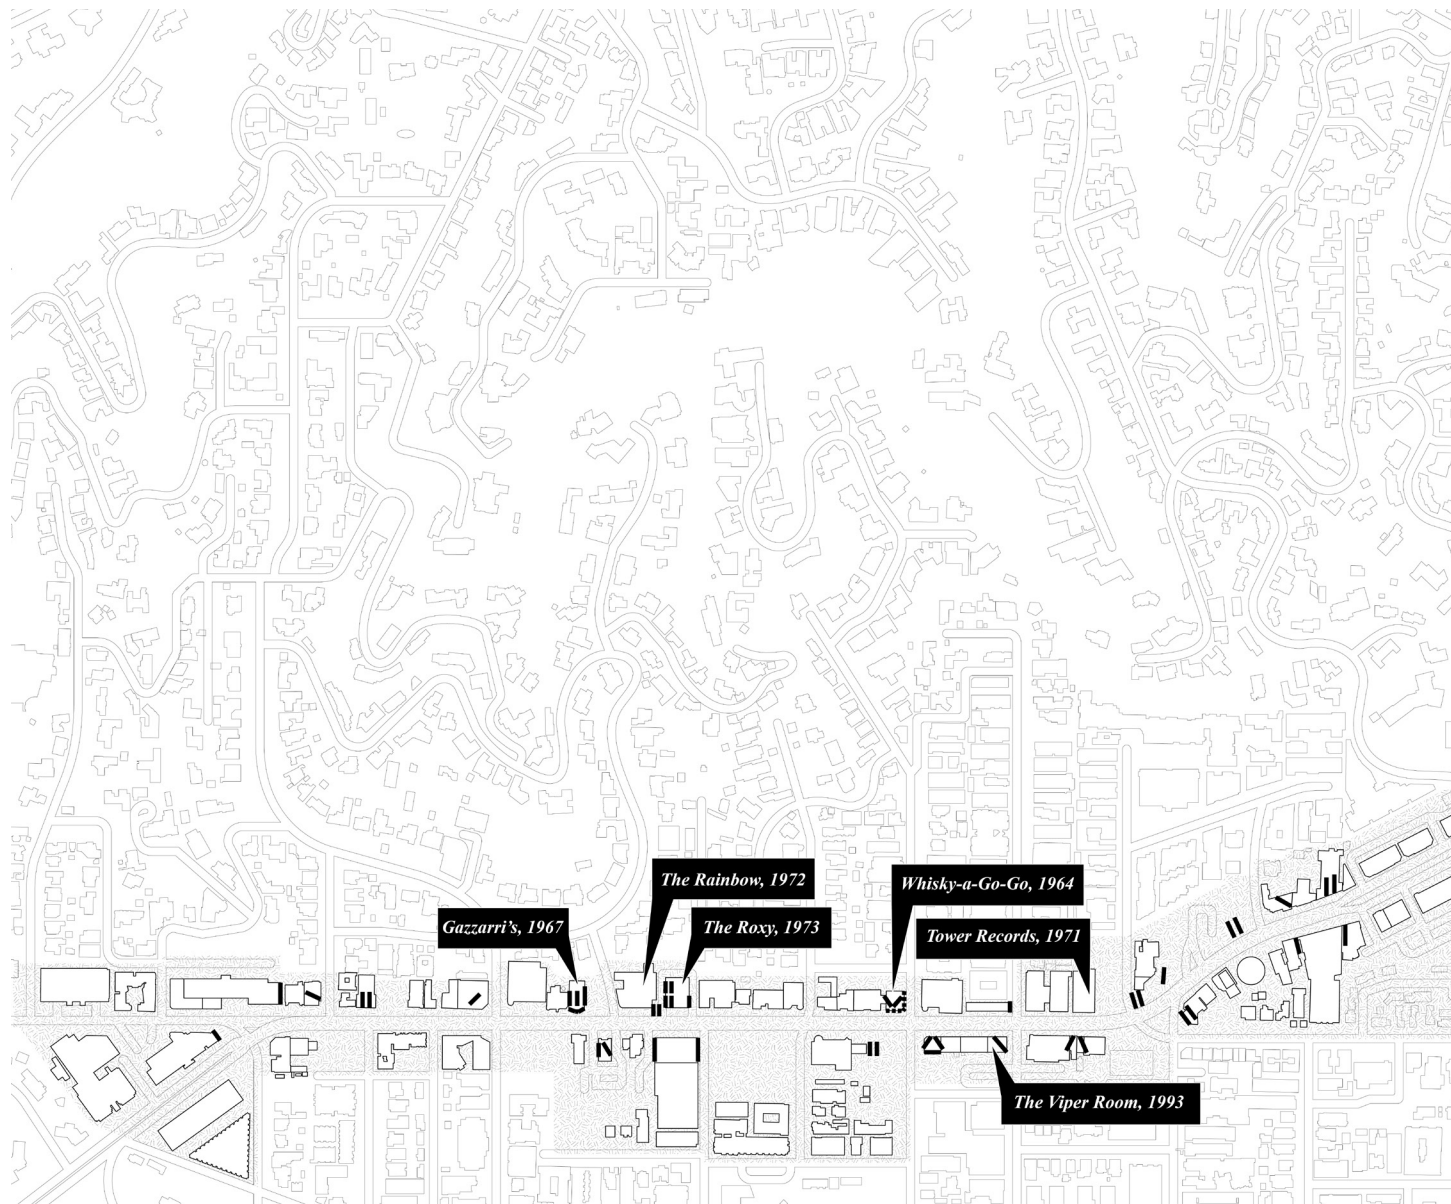 The Rainbow, 1972
Whisky-a-Go-Go, 1964
Gazzarri's, 1967
The Roxy, 1973
Tower Records, 1971
The Viper Room, 1993